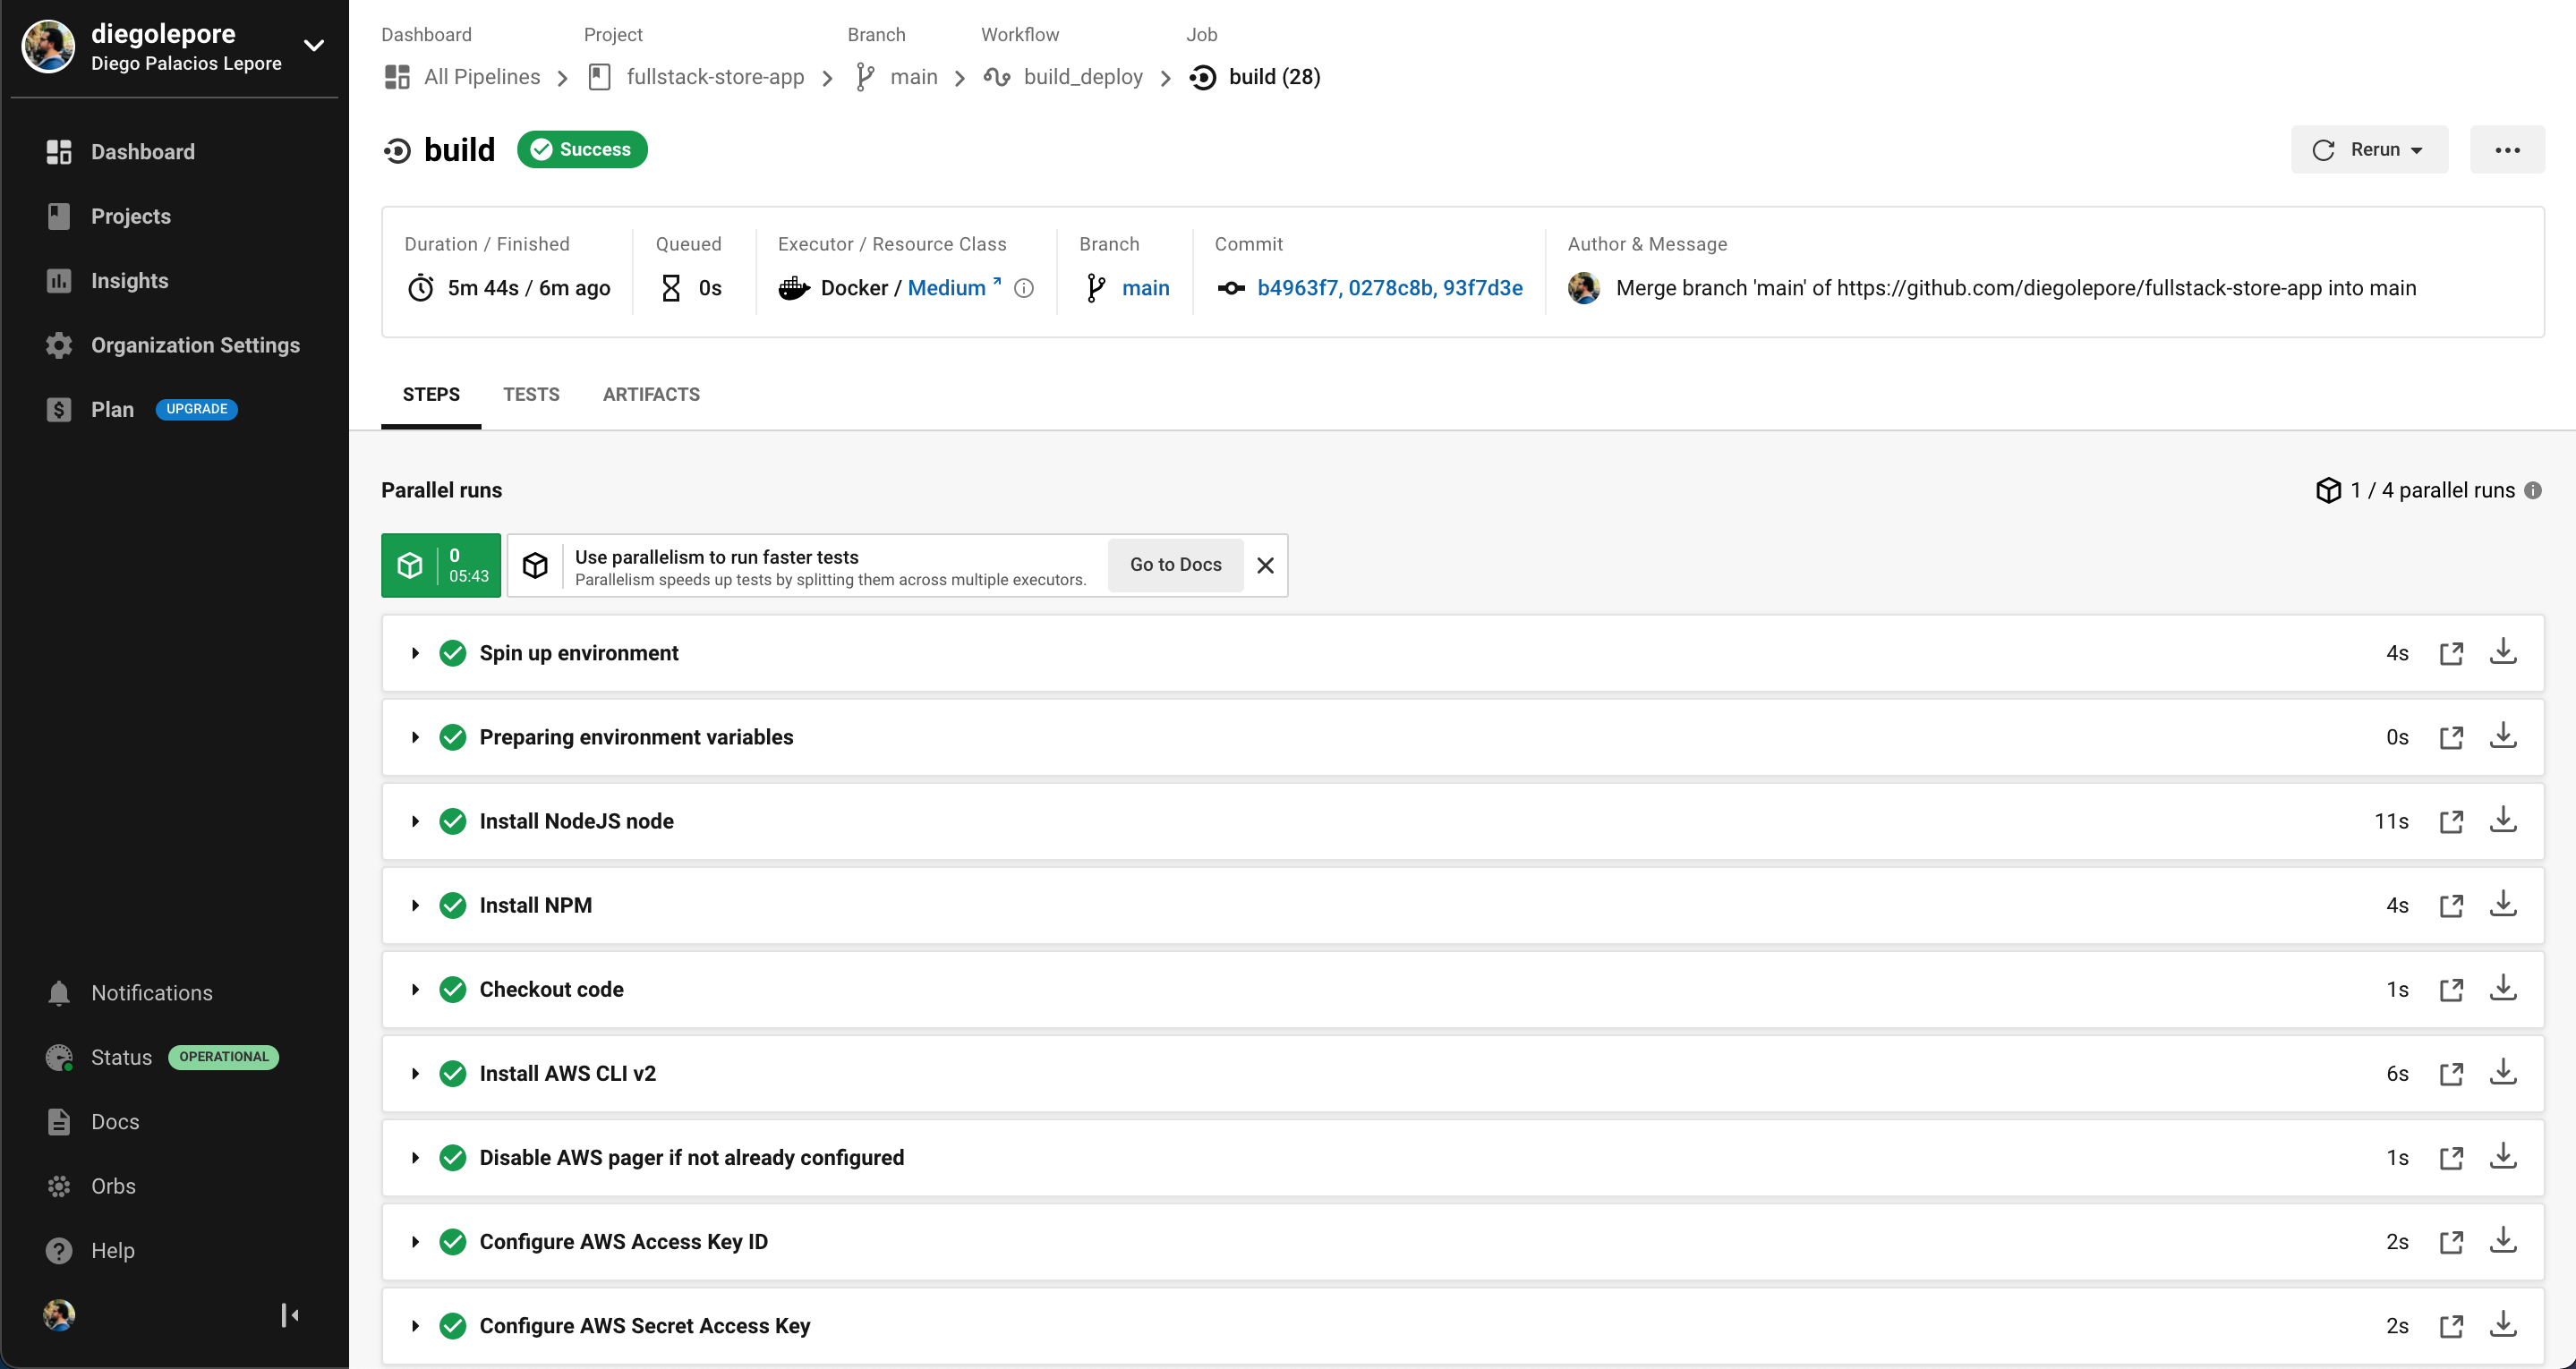 diegolepore
Diego Palacios Lepore
Dashboard
Projects
Insights
Organization Settings
Plan UPGRADE
Notifications
Status OPERATIONAL
Docs
Orbs
Help
Dashboard Project Branch Workflow Job
All Pipelines fullstack-store-app main build_deploy build (28)
build Success
Rerun
Duration / Finished Queued Executor / Resource Class Branch Commit Author & Message
5m 44s / 6m ago 0s Docker / Medium main b4963f7, 0278c8b, 93f7d3e Merge branch 'main' of https://github.com/diegolepore/fullstack-store-app into main
STEPS TESTS ARTIFACTS
Parallel runs 1 / 4 parallel runs
0
05:43
Use parallelism to run faster tests
Parallelism speeds up tests by splitting them across multiple executors.
Go to Docs
Spin up environment 4s
Preparing environment variables 0s
Install NodeJS node 11s
Install NPM 4s
Checkout code 1s
Install AWS CLI v2 6s
Disable AWS pager if not already configured 1s
Configure AWS Access Key ID 2s
Configure AWS Secret Access Key 2s